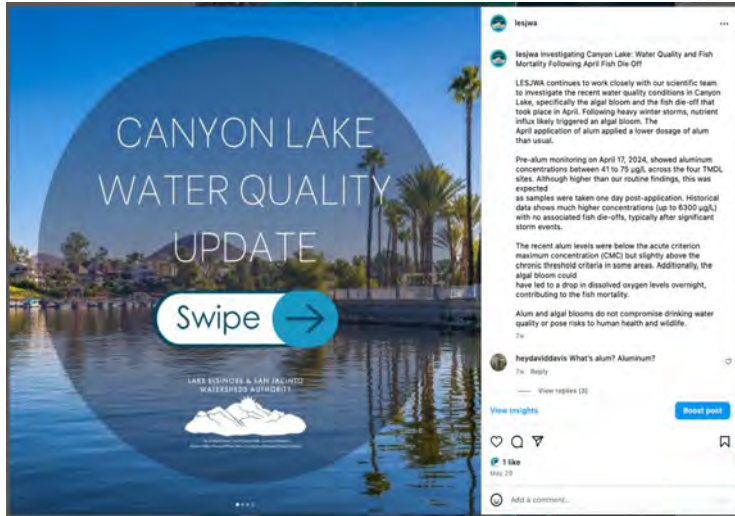 CANYON LAKE
WATER QUALITY
UPDATE
Swipe
LAKE ELSINORE & SAN JACINTO
WATERSHEDS AUTHORITY
lesjwa
lesjwa Investigating Canyon Lake: Water Quality and Fish
Mortality Following April Fish Die Off
LESJWA continues to work closely with our scientific team
to investigate the recent water quality conditions in Canyon
Lake, specifically the algal bloom and the fish die-off that
took place in April. Following heavy winter storms, nutrient
influx likely triggered an algal bloom. The
April application of alum applied a lower dosage of alum
than usual.
Pre-alum monitoring on April 17, 2024, showed aluminum
concentrations between 41 to 75 µg/L across the four TMDL
sites. Although higher than our routine findings, this was
expected
as samples were taken one day post-application. Historical
data shows much higher concentrations (up to 6300 µg/L)
with no associated fish die-offs, typically after significant
storm events.
The recent alum levels were below the acute criterion
maximum concentration (CMC) but slightly above the
chronic threshold criteria in some areas. Additionally, the
algal bloom could
have led to a drop in dissolved oxygen levels overnight,
contributing to the fish mortality.
Alum and algal blooms do not compromise drinking water
quality or pose risks to human health and wildlife.
7w
heydaviddavis What's alum? Aluminum?
7w Reply
View replies (3)
View insights
Boost post
1 like
May 29
Add a comment...